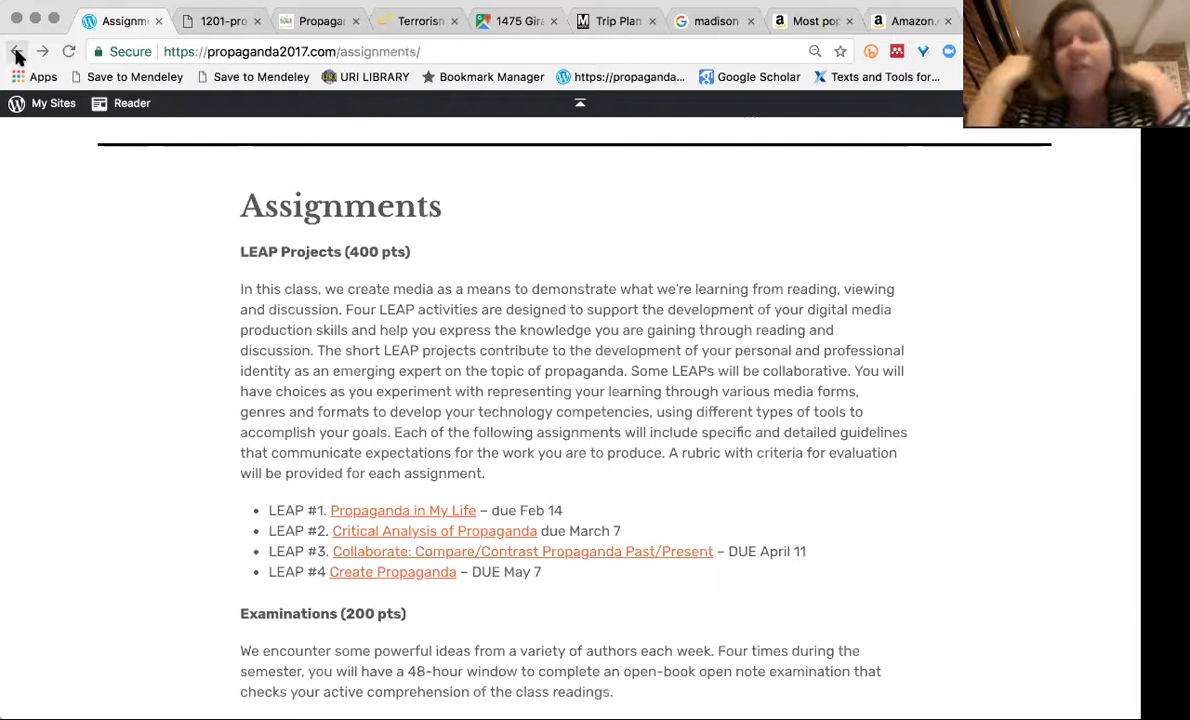 Assignm
1201-pro
Propagar
Terrorism
1475 Gira
Trip Plan
madison
Most pop
Amazon.c
Secure https://propaganda2017.com/assignments/
Apps Save to Mendeley Save to Mendeley URI LIBRARY Bookmark Manager https://propaganda... Google Scholar Texts and Tools for...
My Sites Reader
Assignments
LEAP Projects (400 pts)
In this class, we create media as a means to demonstrate what we're learning from reading, viewing
and discussion. Four LEAP activities are designed to support the development of your digital media
production skills and help you express the knowledge you are gaining through reading and
discussion. The short LEAP projects contribute to the development of your personal and professional
identity as an emerging expert on the topic of propaganda. Some LEAPs will be collaborative. You will
have choices as you experiment with representing your learning through various media forms,
genres and formats to develop your technology competencies, using different types of tools to
accomplish your goals. Each of the following assignments will include specific and detailed guidelines
that communicate expectations for the work you are to produce. A rubric with criteria for evaluation
will be provided for each assignment.
• LEAP #1. Propaganda in My Life – due Feb 14
• LEAP #2. Critical Analysis of Propaganda due March 7
• LEAP #3. Collaborate: Compare/Contrast Propaganda Past/Present – DUE April 11
• LEAP #4 Create Propaganda – DUE May 7
Examinations (200 pts)
We encounter some powerful ideas from a variety of authors each week. Four times during the
semester, you will have a 48-hour window to complete an open-book open note examination that
checks your active comprehension of the class readings.